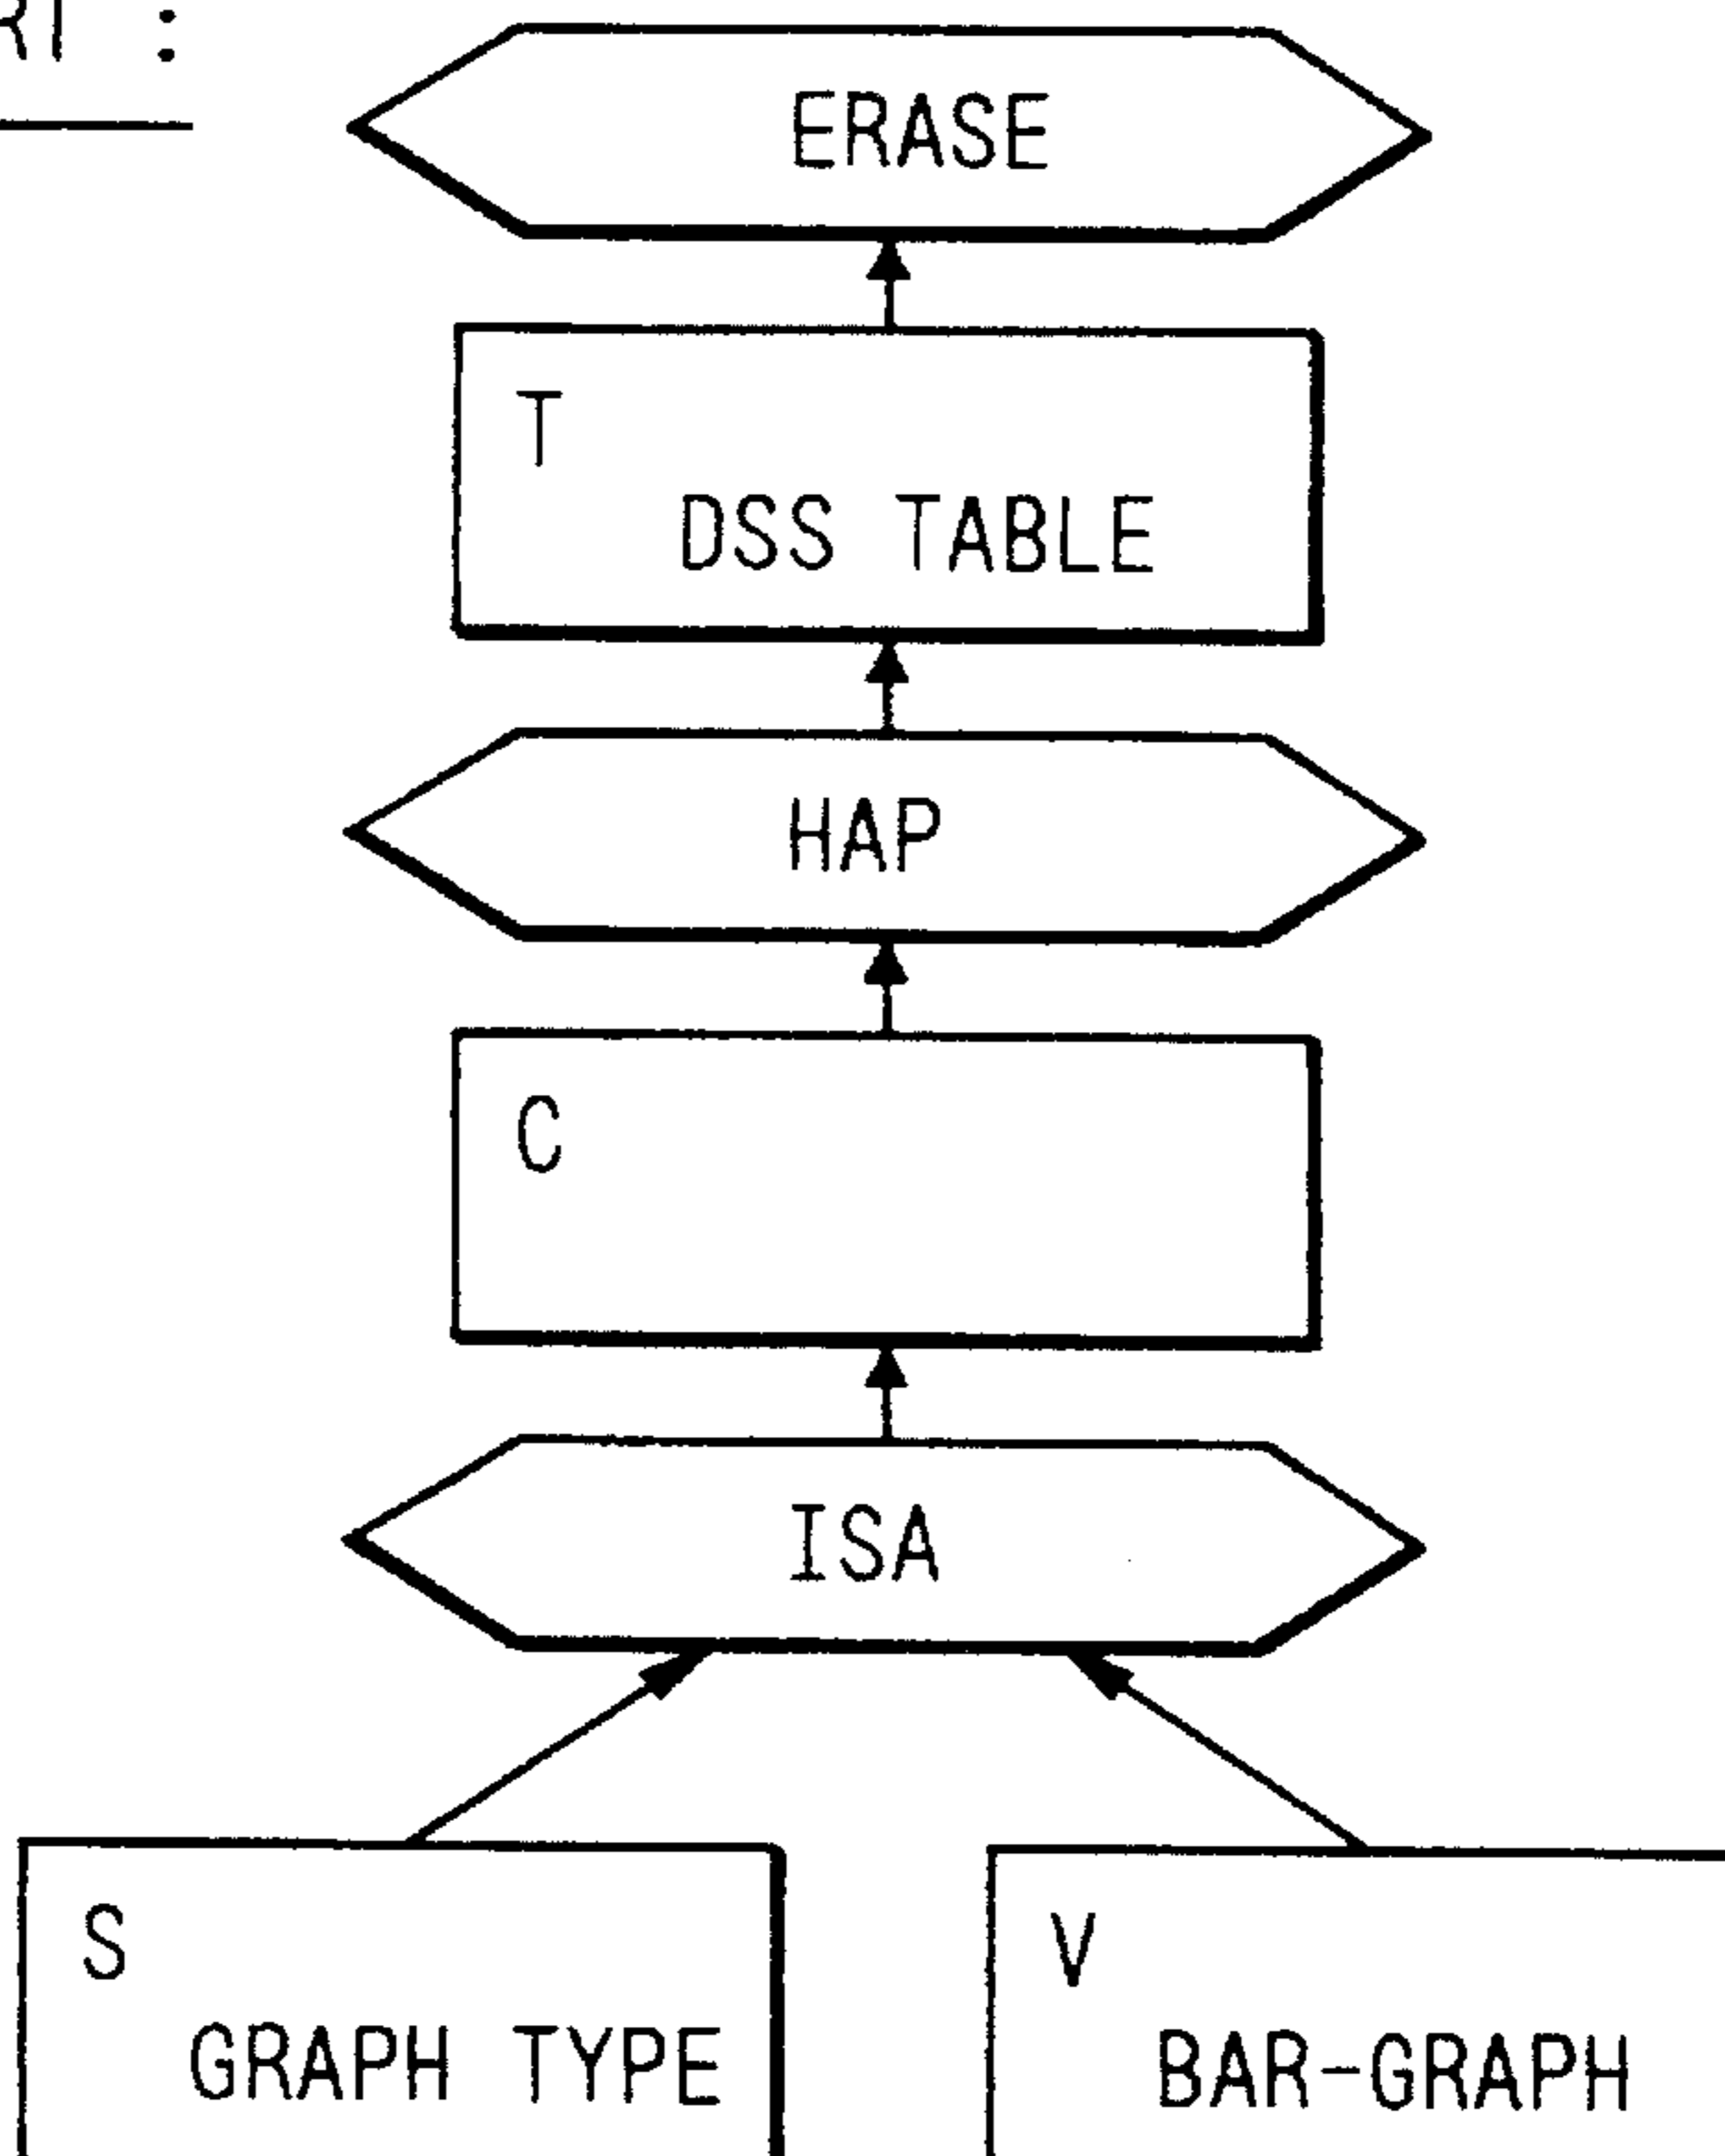 ERASE
T
DSS TABLE
HAP
C
ISA
S
GRAPH TYPE
V
BAR-GRAPH